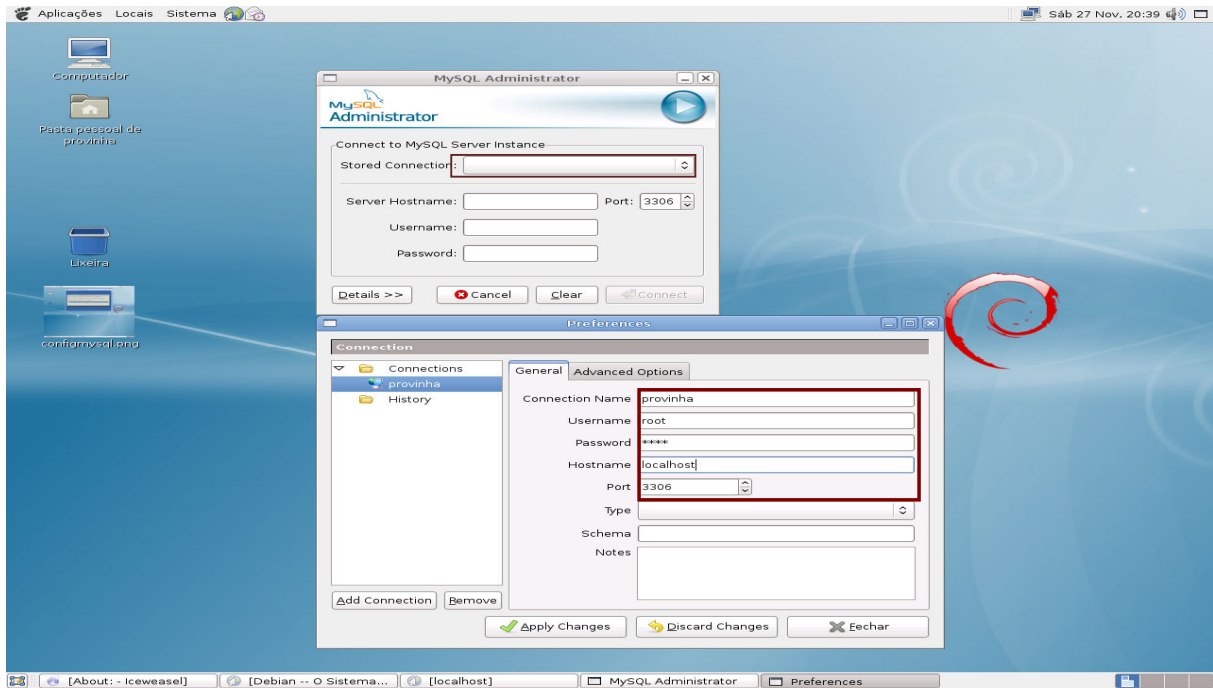 Aplicações Locais Sistema
Sáb 27 Nov, 20:39
Computador
Pasta pessoal de
provinha
Lixeira
configmysql.png
MySQL Administrator
MySQL
Administrator
Connect to MySQL Server Instance
Stored Connection:
Server Hostname:
Port: 3306
Username:
Password:
Details >>
Cancel
Clear
Connect
Preferences
Connection
Connections
provinha
History
General
Advanced Options
Connection Name provinha
Username root
Password ****
Hostname localhost
Port 3306
Type
Schema
Notes
Add Connection
Remove
Apply Changes
Discard Changes
Fechar
[About: - Iceweasel]
[Debian -- O Sistema...
[localhost]
MySQL Administrator
Preferences